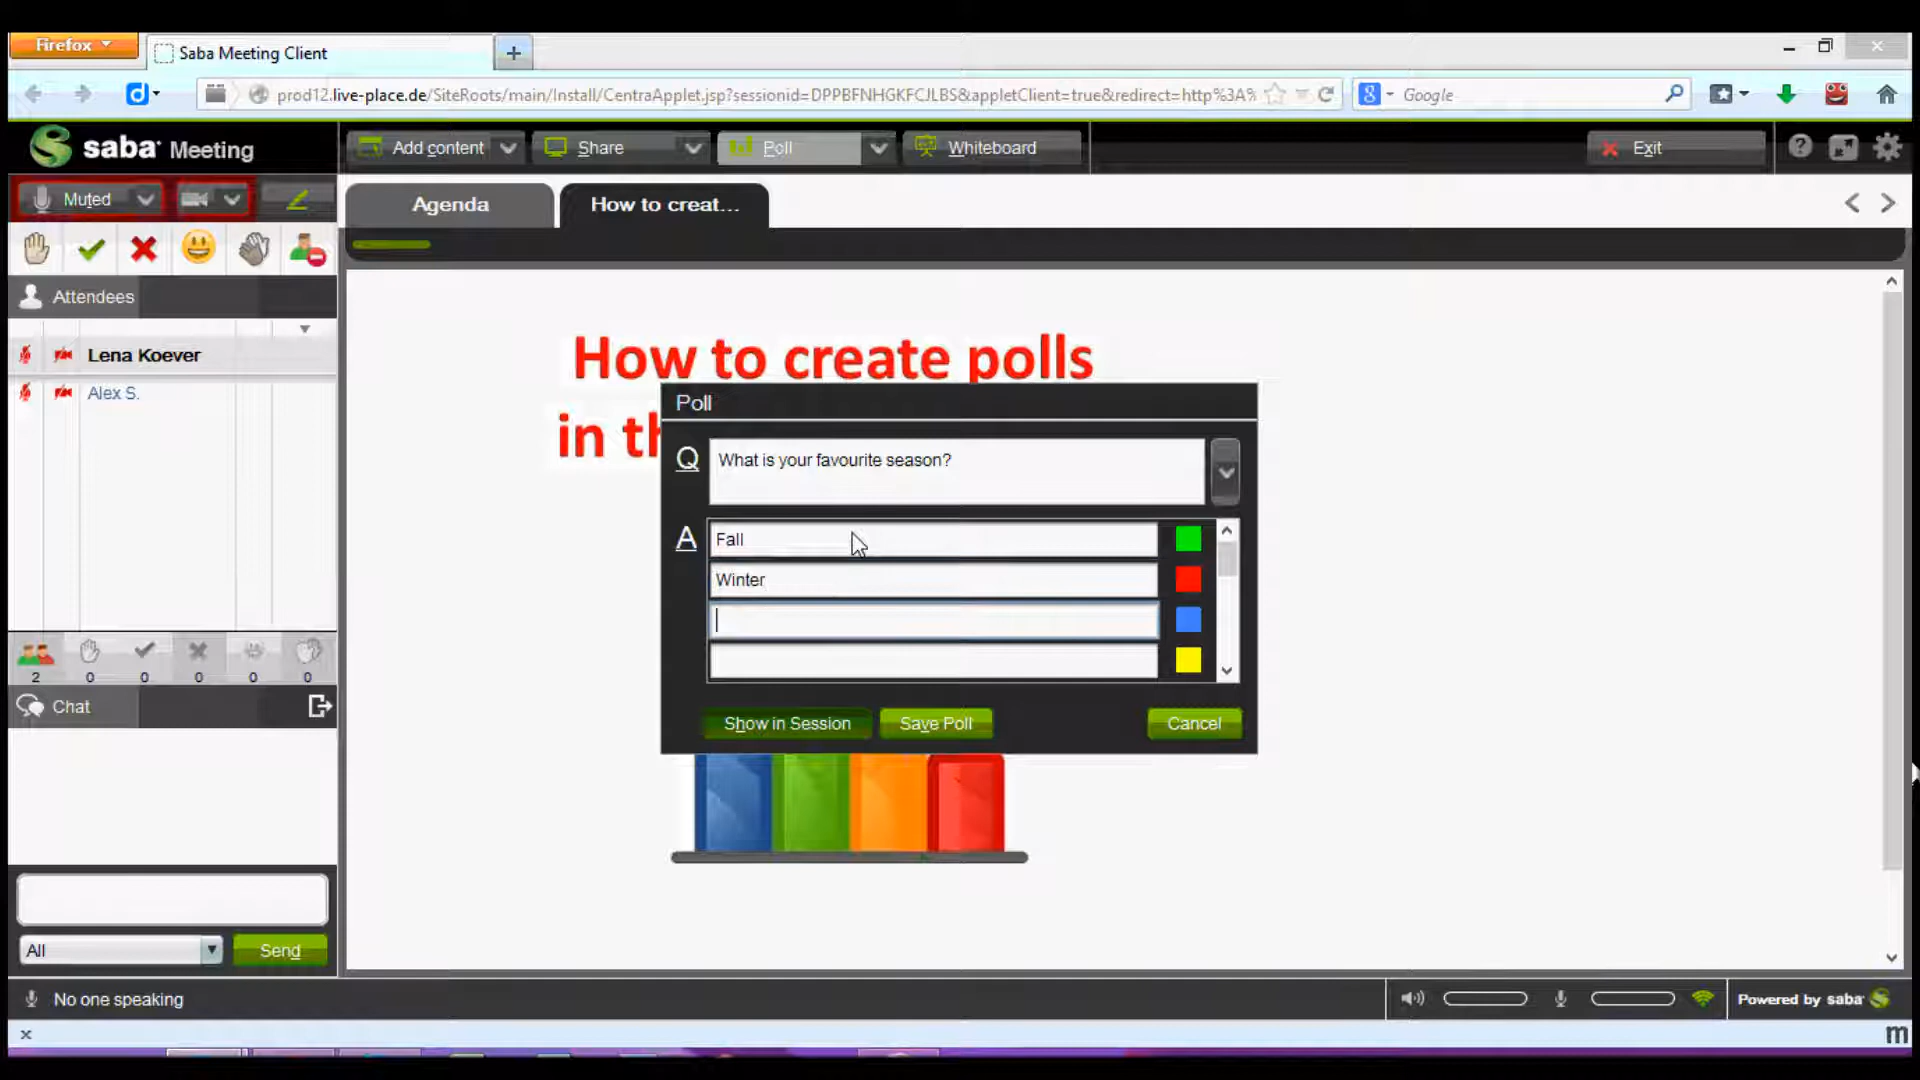 Firefox
Saba Meeting Client
prod12.live-place.de/SiteRoots/main/Install/CentraApplet.jsp?sessionid=DPPBFNHGKFCJLBS&appletClient=true&redirect=http%3A%
Google
saba Meeting
Add content
Share
Poll
Whiteboard
Exit
Muted
Agenda
How to creat...
Attendees
Lena Koever
Alex S.
2 0 0 0 0 0
Chat
All
Send
How to create polls
in th
Poll
Q
What is your favourite season?
A
Fall
Winter
Show in Session
Save Poll
Cancel
No one speaking
Powered by saba
m